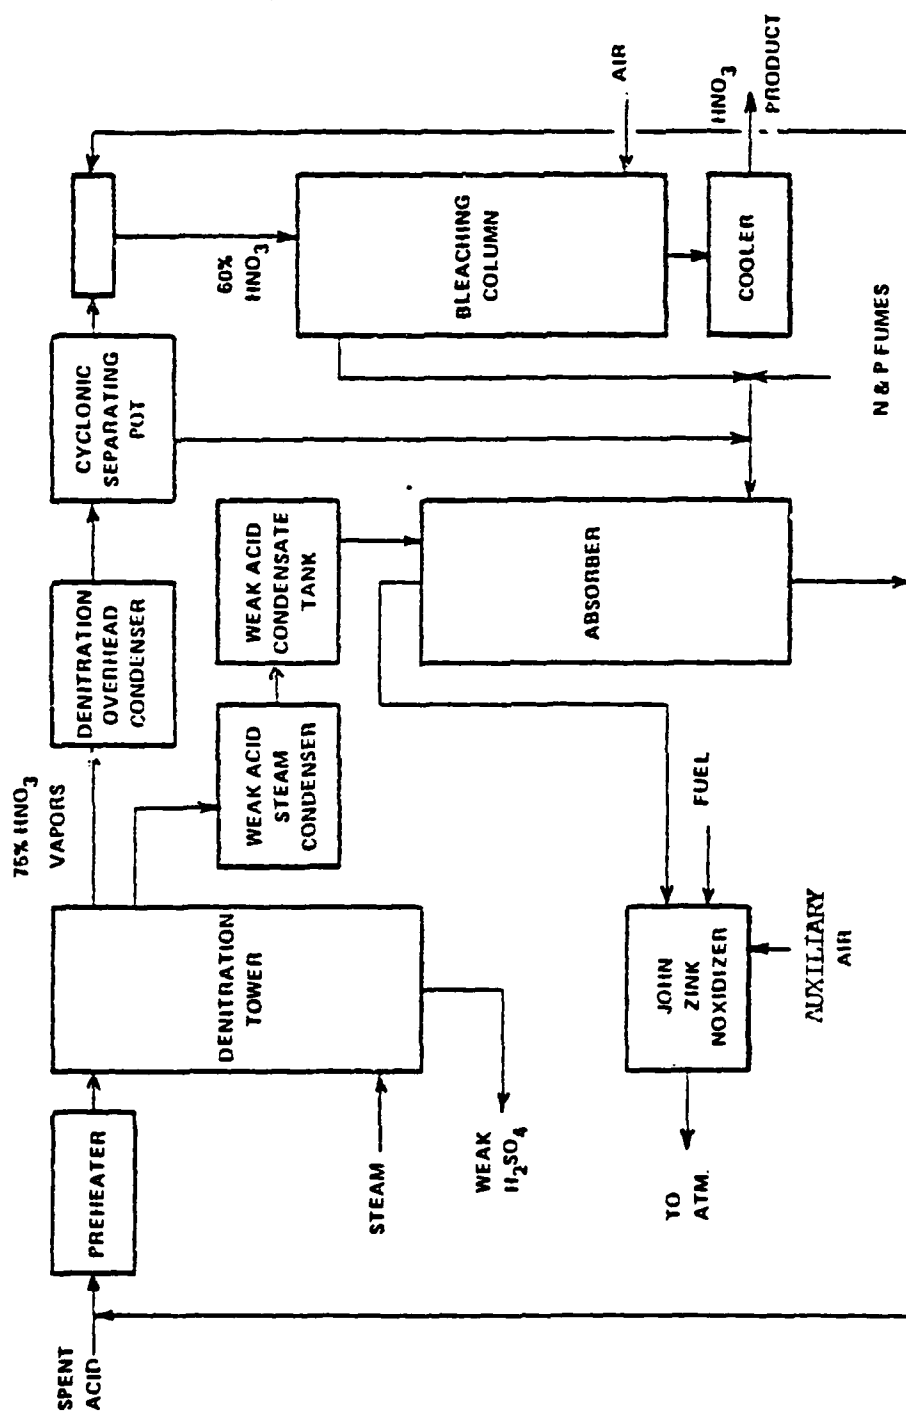 SPENT
ACID
PREHEATER
STEAM
WEAK
H2SO4
DENITRATION
TOWER
75% HNO3
VAPORS
DENITRATION
OVERHEAD
CONDENSER
CYCLONIC
SEPARATING
POT
WEAK ACID
STEAM
CONDENSER
WEAK ACID
CONDENSATE
TANK
60%
HNO3
BLEACHING
COLUMN
AIR
COOLER
HNO3
PRODUCT
ABSORBER
N & P FUMES
FUEL
JOHN
ZINK
NOXIDIZER
AUXILIARY
AIR
TO
ATM.